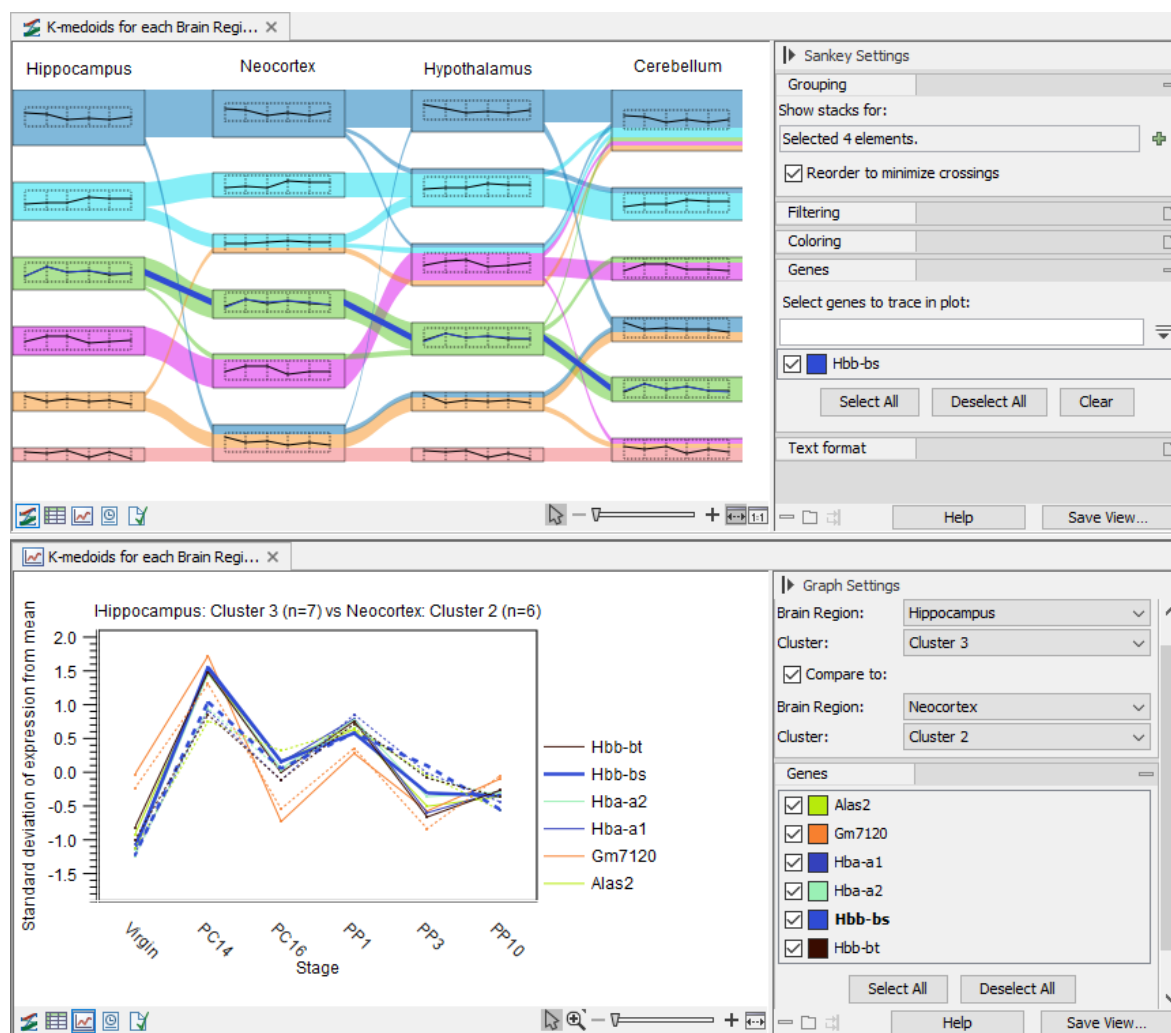 K-medoids for each Brain Regi...
Hippocampus
Neocortex
Hypothalamus
Cerebellum
Sankey Settings
Grouping
Show stacks for:
Selected 4 elements.
Reorder to minimize crossings
Filtering
Coloring
Genes
Select genes to trace in plot:
Hbb-bs
Select All
Deselect All
Clear
Text format
1:1
Help
Save View...
K-medoids for each Brain Regi...
Hippocampus: Cluster 3 (n=7) vs Neocortex: Cluster 2 (n=6)
Standard deviation of expression from mean
2.0
1.5
1.0
0.5
0.0
-0.5
-1.0
-1.5
Virgin
PC14
PC16
PP1
PP3
PP10
Stage
Hbb-bt
Hbb-bs
Hba-a2
Hba-a1
Gm7120
Alas2
Graph Settings
Brain Region:
Hippocampus
Cluster:
Cluster 3
Compare to:
Brain Region:
Neocortex
Cluster:
Cluster 2
Genes
Alas2
Gm7120
Hba-a1
Hba-a2
Hbb-bs
Hbb-bt
Select All
Deselect All
Help
Save View...